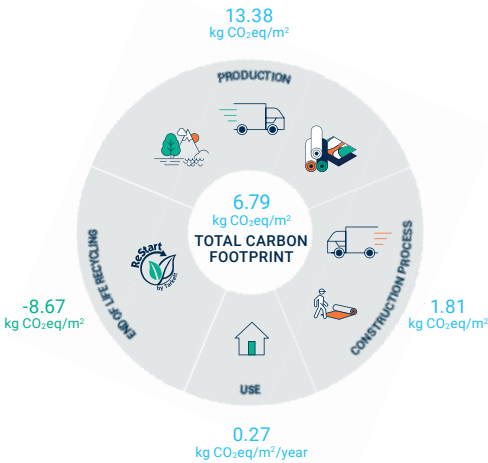 13.38
kg CO₂eq/m²
PRODUCTION
6.79
kg CO₂eq/m²
TOTAL CARBON
FOOTPRINT
END OF LIFE RECYCLING
ReStart
by Tarkett
CONSTRUCTION PROCESS
-8.67
kg CO₂eq/m²
1.81
kg CO₂eq/m²
USE
0.27
kg CO₂eq/m²/year